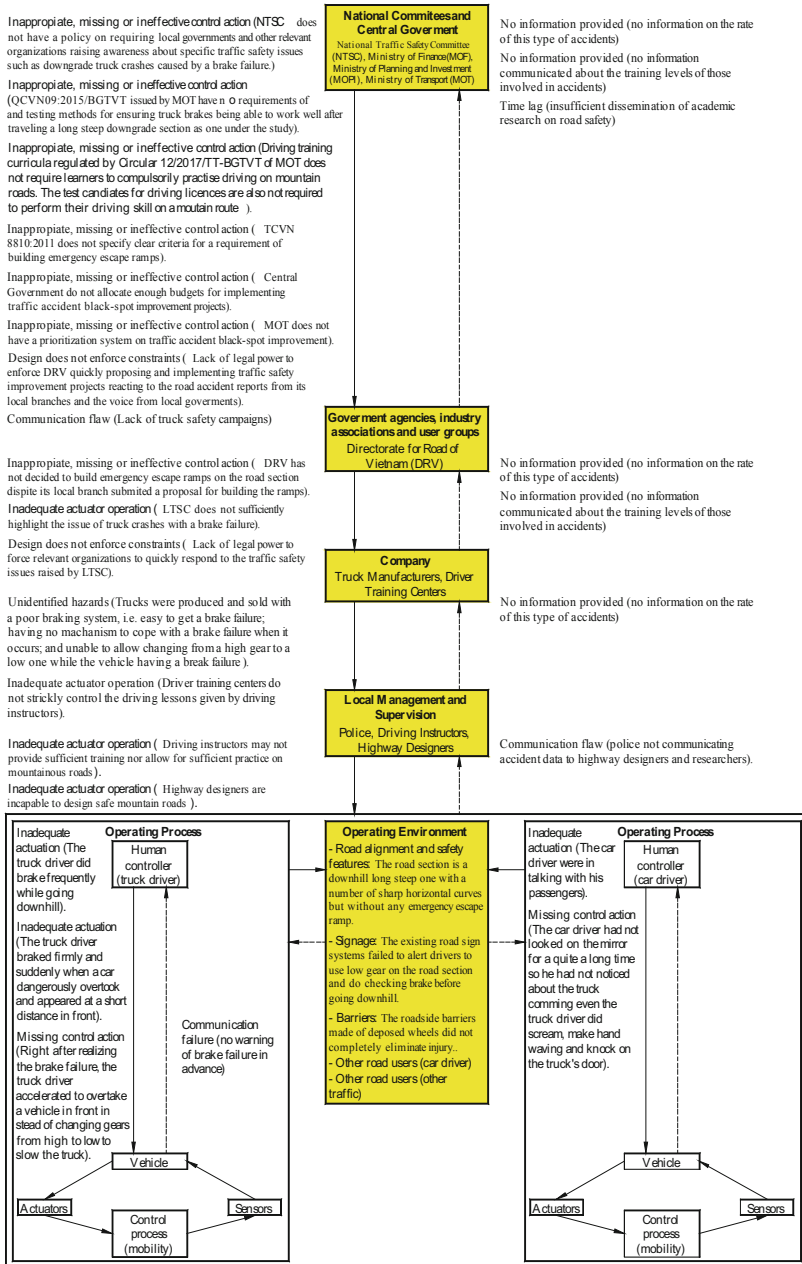 National Commitees and
Central Goverment
National Traffic Safety Committee
(NTSC), Ministry of Finance(MOF),
Ministry of Planning and Investment
(MOPI), Ministry of Transport(MOT)
Inappropiate, missing or ineffective control action (NTSC does
not have a policy on requiring local governments and other relevant
organizations raising awareness about specific traffic safety issues
such as downgrade truck crashes caused by a brake failure.)
Inappropiate, missing or ineffective control action
(QCVN09:2015/BGTVT issued by MOT have n o requirements of
and testing methods for ensuring truck brakes being able to work well after
traveling a long steep downgrade section as one under the study).
Inappropiate, missing or ineffective control action (Driving training
curricula regulated by Circular 12/2017/TT-BGTVT of MOT does
not require learners to compulsorily practise driving on mountain
roads. The test candiates for driving licences are also not required
to perform their driving skill on a moutain route ).
Inappropiate, missing or ineffective control action ( TCVN
8810:2011 does not specify clear criteria for a requirement of
building emergency escape ramps).
Inappropiate, missing or ineffective control action ( Central
Government do not allocate enough budgets for implementing
traffic accident black-spot improvement projects).
Inappropiate, missing or ineffective control action ( MOT does not
have a prioritization system on traffic accident black-spot improvement).
Design does not enforce constraints ( Lack of legal power to
enforce DRV quickly proposing and implementing traffic safety
improvement projects reacting to the road accident reports from its
local branches and the voice from local goverments).
Communication flaw (Lack of truck safety campaigns)
No information provided (no information on the rate
of this type of accidents)
No information provided (no information
communicated about the training levels of those
involved in accidents)
Time lag (insufficient dissemination of academic
research on road safety)
Goverment agencies, industry
associations and user groups
Directorate for Road of
Vietnam (DRV)
Inappropiate, missing or ineffective control action ( DRV has
not decided to build emergency escape ramps on the road section
dispite its local branch submited a proposal for building the ramps).
Inadequate actuator operation ( LTSC does not sufficiently
highlight the issue of truck crashes with a brake failure).
Design does not enforce constraints ( Lack of legal power to
force relevant organizations to quickly respond to the traffic safety
issues raised by LTSC).
No information provided (no information on the rate
of this type of accidents)
No information provided (no information
communicated about the training levels of those
involved in accidents)
Company
Truck Manufacturers, Driver
Training Centers
Unidentified hazards (Trucks were produced and sold with
a poor braking system, i.e. easy to get a brake failure;
having no machanism to cope with a brake failure when it
occurs; and unable to allow changing from a high gear to a
low one while the vehicle having a break failure ).
Inadequate actuator operation (Driver training centers do
not strickly control the driving lessons given by driving
instructors).
No information provided (no information on the rate
of this type of accidents)
Local Management and
Supervision
Police, Driving Instructors,
Highway Designers
Inadequate actuator operation ( Driving instructors may not
provide sufficient training nor allow for sufficient practice on
mountainous roads).
Inadequate actuator operation ( Highway designers are
incapable to design safe mountain roads ).
Communication flaw (police not communicating
accident data to highway designers and researchers).
Operating Process
Inadequate
actuation (The
truck driver did
brake frequently
while going
downhill).
Inadequate actuation
(The truck driver
braked firmly and
suddenly when a car
dangerously overtook
and appeared at a short
distance in front).
Missing control action
(Right after realizing
the brake failure, the
truck driver
accelerated to overtake
a vehicle in front in
stead of changing gears
from high to low to
slow the truck).
Human
controller
(truck driver)
Communication
failure (no warning
of brake failure in
advance)
Vehicle
Actuators
Sensors
Control
process
(mobility)
Operating Environment
- Road alignment and safety
features: The road section is a
downhill long steep one with a
number of sharp horizontal curves
but without any emergency escape
ramp.
- Signage: The existing road sign
systems failed to alert drivers to
use low gear on the road section
and do checking brake before
going downhill.
- Barriers: The roadside barriers
made of deposed wheels did not
completely eliminate injury..
- Other road users (car driver)
- Other road users (other
traffic)
Operating Process
Inadequate
actuation (The car
driver were in
talking with his
passengers).
Missing control action
(The car driver had not
looked on the mirror
for a quite a long time
so he had not noticed
about the truck
comming even the
truck driver did
scream, make hand
waving and knock on
the truck's door).
Human
controller
(car driver)
Vehicle
Actuators
Sensors
Control
process
(mobility)